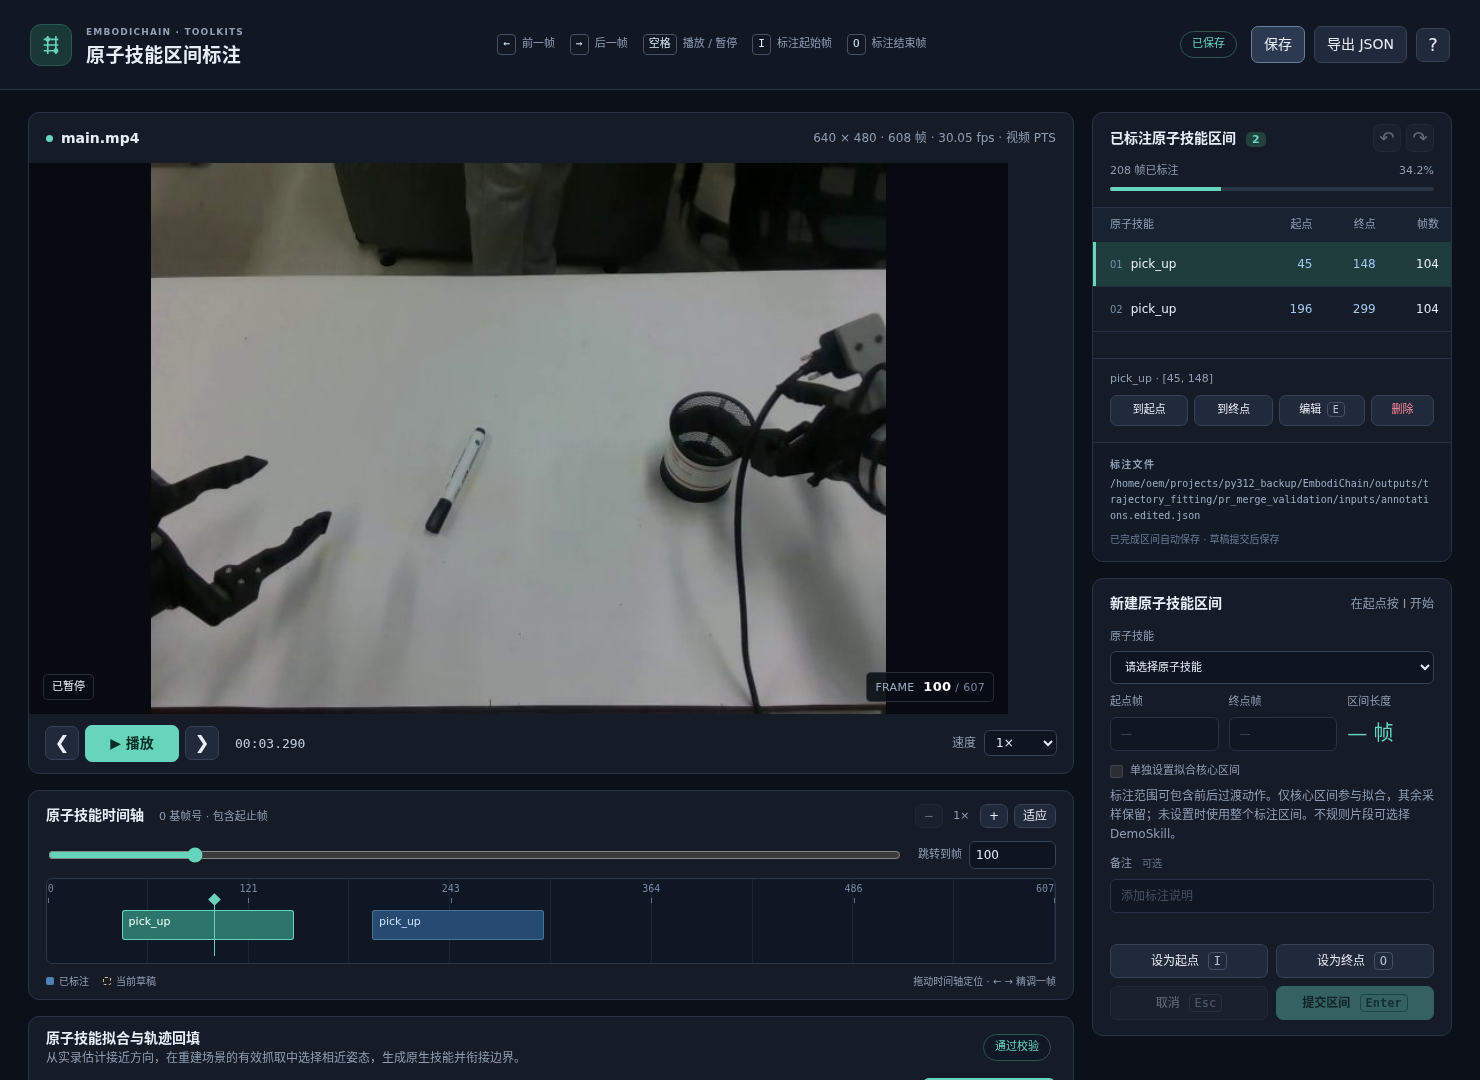 EMBODICHAIN · TOOLKITS
原子技能区间标注
← 前一帧 → 后一帧 空格 播放 / 暂停 I 标注起始帧 O 标注结束帧
已保存 保存 导出 JSON ?
main.mp4
640 × 480 · 608 帧 · 30.05 fps · 视频 PTS
已暂停
FRAME 100 / 607
❮ ▶ 播放 ❯ 00:03.290
速度 1×
原子技能时间轴 0 基帧号 · 包含起止帧
− 1× + 适应
跳转到帧 100
0 121 243 364 486 607
pick_up pick_up
已标注 当前草稿
拖动时间轴定位 · ← → 精调一帧
原子技能拟合与轨迹回填
从实录估计接近方向，在重建场景的有效抓取中选择相近姿态，生成原生技能并衔接边界。
通过校验
已标注原子技能区间 2 ↶ ↷
208 帧已标注 34.2%
原子技能 起点 终点 帧数
01 pick_up 45 148 104
02 pick_up 196 299 104
pick_up · [45, 148]
到起点 到终点 编辑 E 删除
标注文件
/home/oem/projects/py312_backup/EmbodiChain/outputs/t
rajectory_fitting/pr_merge_validation/inputs/annotati
ons.edited.json
已完成区间自动保存 · 草稿提交后保存
新建原子技能区间 在起点按 I 开始
原子技能
请选择原子技能
起点帧 终点帧 区间长度
— — — 帧
单独设置拟合核心区间
标注范围可包含前后过渡动作。仅核心区间参与拟合，其余采
样保留；未设置时使用整个标注区间。不规则片段可选择
DemoSkill。
备注 可选
添加标注说明
设为起点 I 设为终点 O
取消 Esc 提交区间 Enter